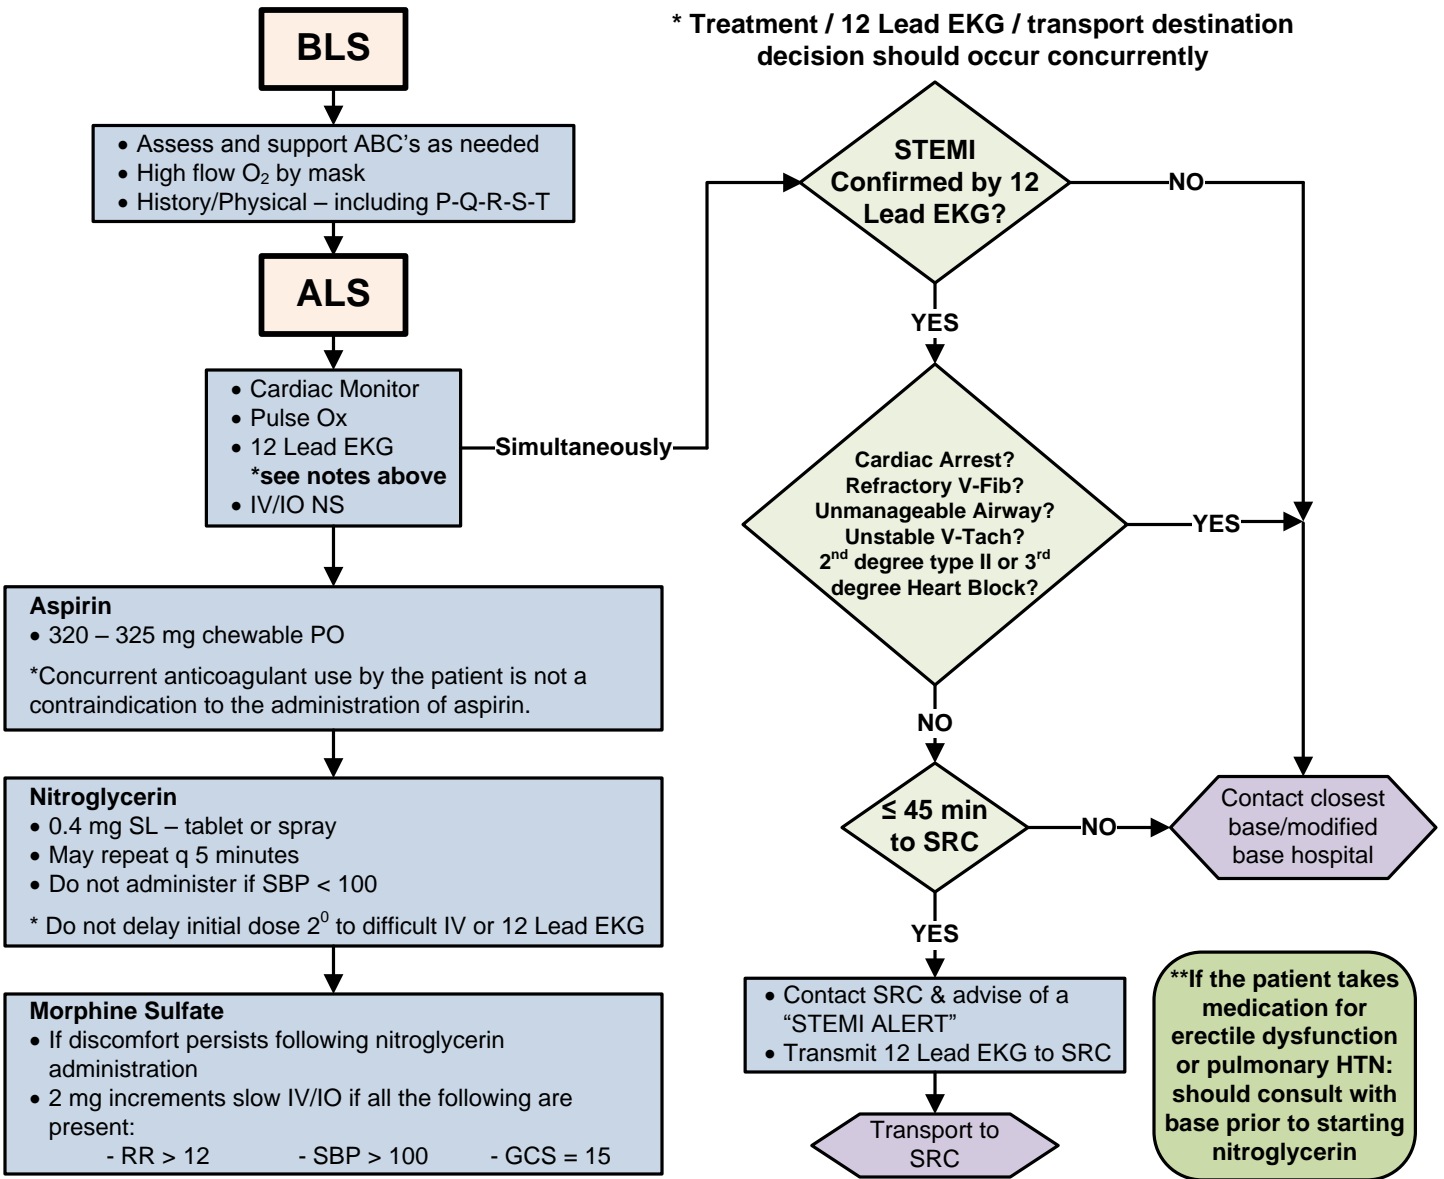 * Treatment / 12 Lead EKG / transport destination
decision should occur concurrently
BLS
• Assess and support ABC's as needed
• High flow O₂ by mask
• History/Physical – including P-Q-R-S-T
ALS
• Cardiac Monitor
• Pulse Ox
• 12 Lead EKG
*see notes above
• IV/IO NS
Simultaneously
Aspirin
• 320 – 325 mg chewable PO
*Concurrent anticoagulant use by the patient is not a
contraindication to the administration of aspirin.
Nitroglycerin
• 0.4 mg SL – tablet or spray
• May repeat q 5 minutes
• Do not administer if SBP < 100
* Do not delay initial dose 2⁰ to difficult IV or 12 Lead EKG
Morphine Sulfate
• If discomfort persists following nitroglycerin
administration
• 2 mg increments slow IV/IO if all the following are
present:
- RR > 12 - SBP > 100 - GCS = 15
STEMI
Confirmed by 12
Lead EKG?
NO
YES
Cardiac Arrest?
Refractory V-Fib?
Unmanageable Airway?
Unstable V-Tach?
2ⁿᵈ degree type II or 3ʳᵈ
degree Heart Block?
YES
NO
≤ 45 min
to SRC
NO
Contact closest
base/modified
base hospital
YES
• Contact SRC & advise of a
“STEMI ALERT”
• Transmit 12 Lead EKG to SRC
Transport to
SRC
**If the patient takes
medication for
erectile dysfunction
or pulmonary HTN:
should consult with
base prior to starting
nitroglycerin